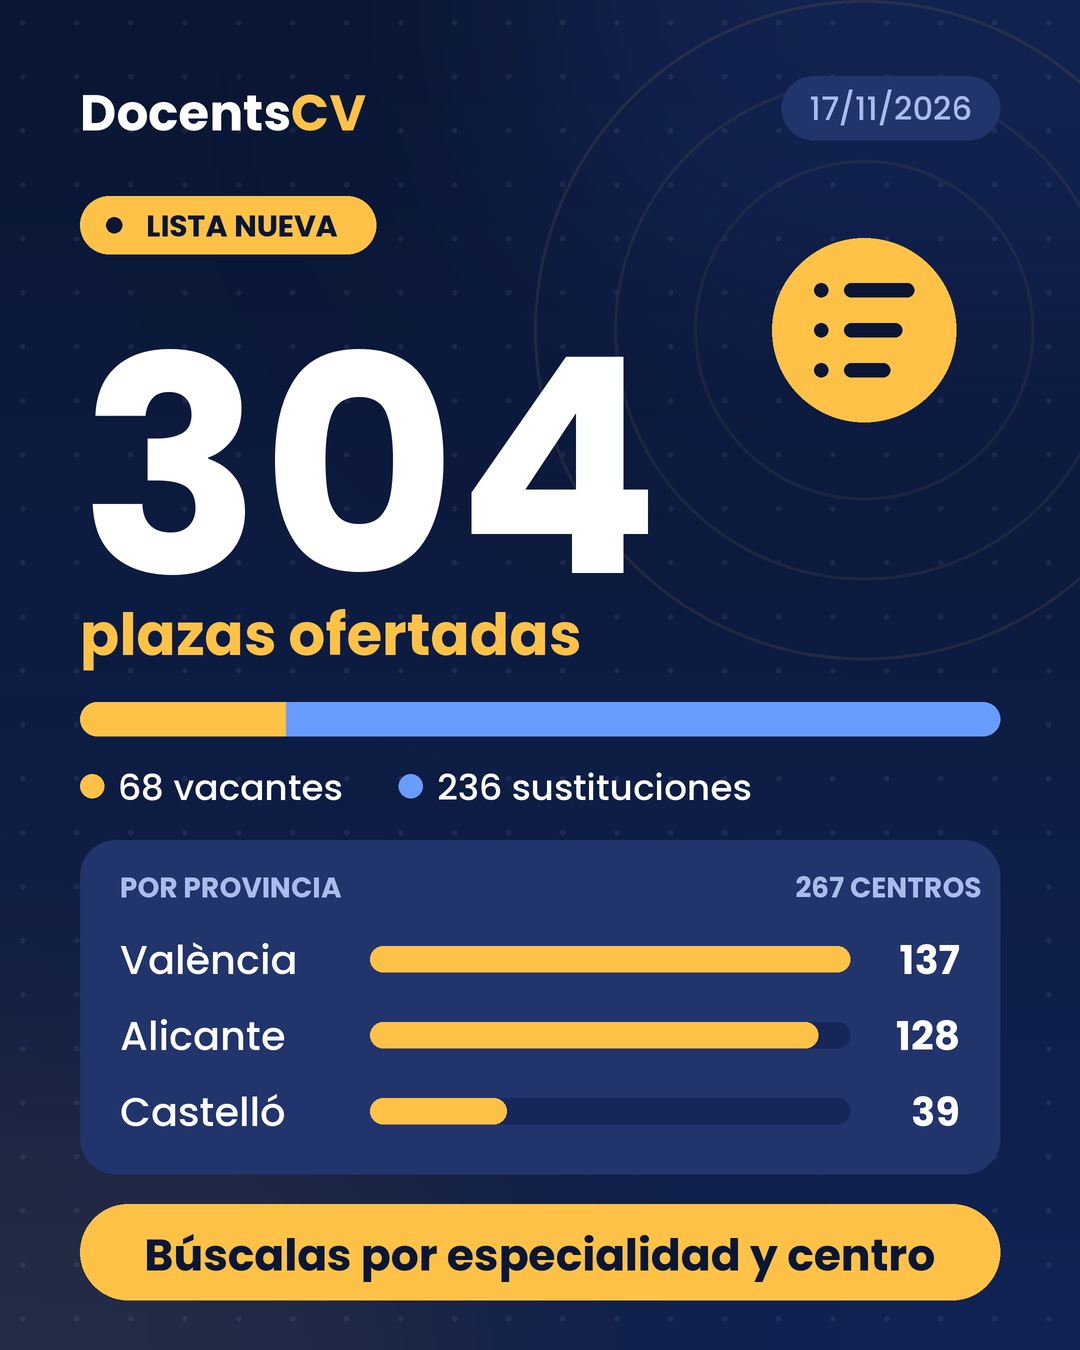 DocentsCV
17/11/2026
LISTA NUEVA
304
plazas ofertadas
68 vacantes
236 sustituciones
POR PROVINCIA
267 CENTROS
València
137
Alicante
128
Castelló
39
Búscalas por especialidad y centro